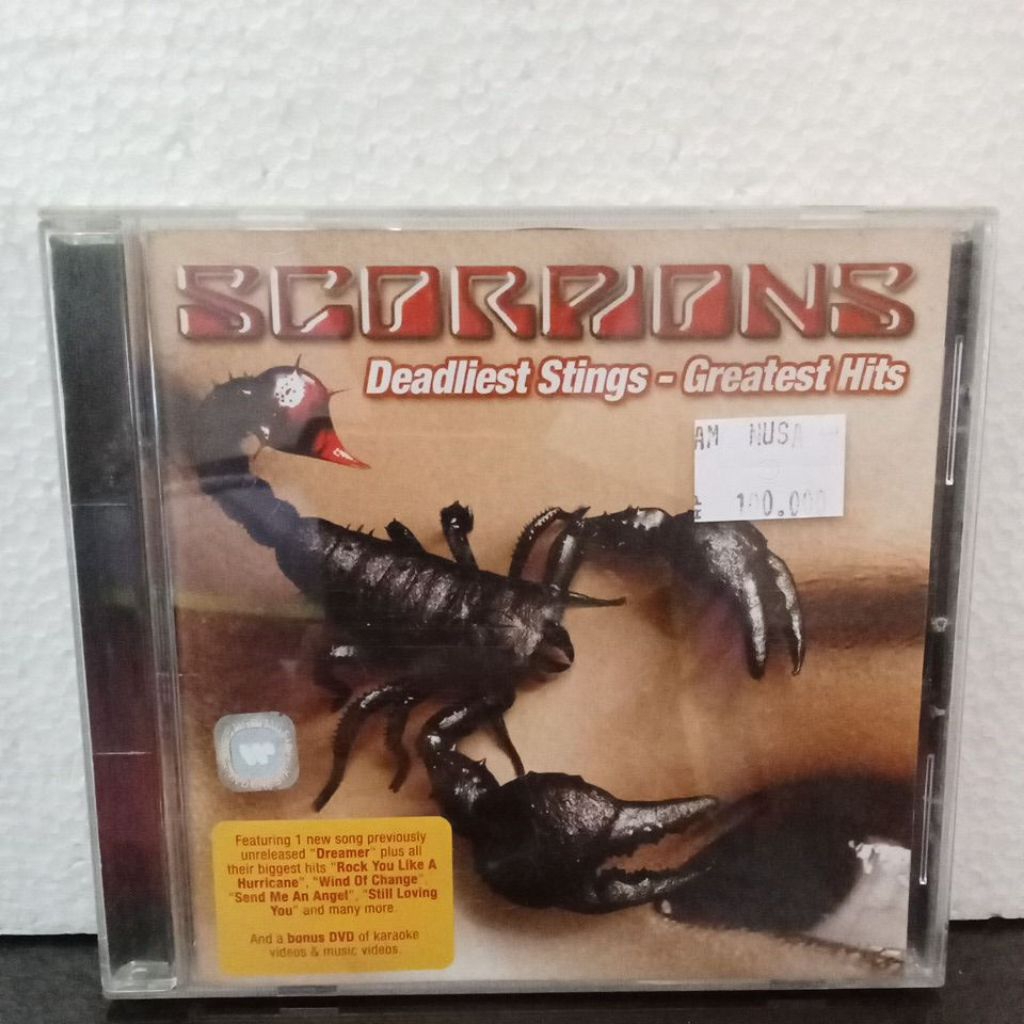 SCORPIONS
Deadliest Stings - Greatest Hits
AM NUSA
100.000
Featuring 1 new song previously
unreleased "Dreamer" plus all
their biggest hits "Rock You Like A
Hurricane", "Wind Of Change"
"Send Me An Angel", "Still Loving
You" and many more
And a bonus DVD of karaoke
videos & music videos.